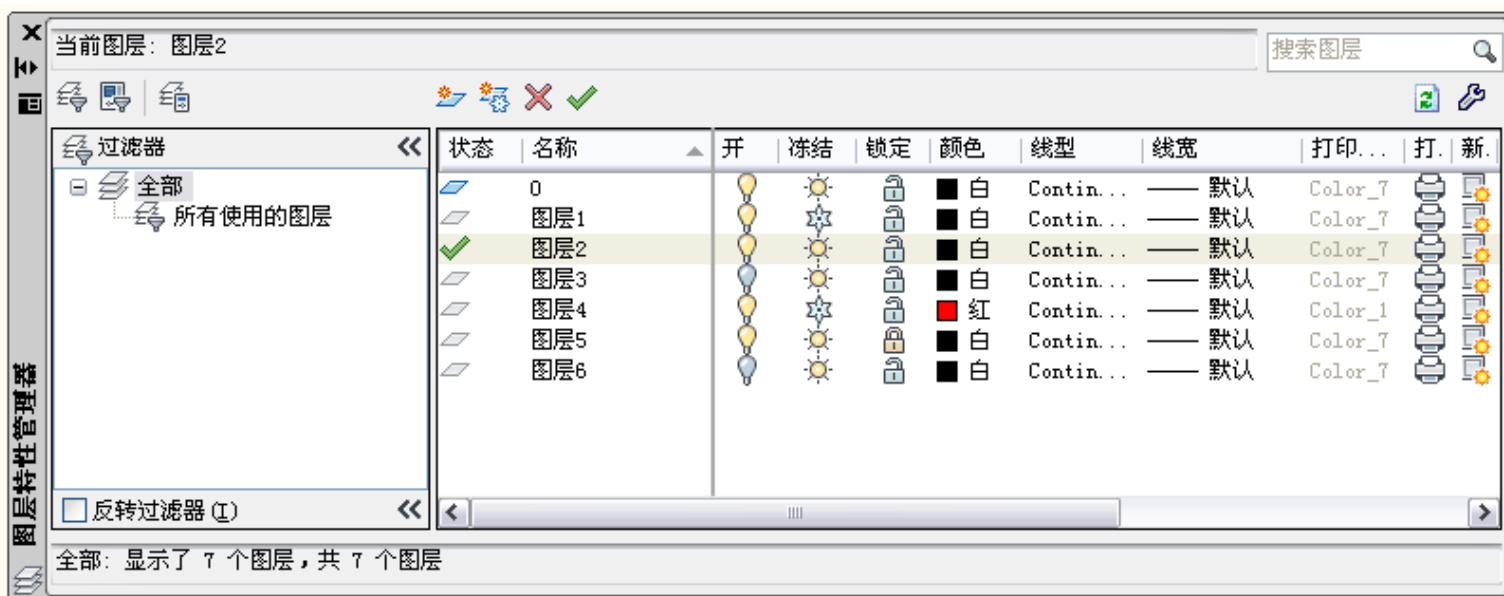 当前图层: 图层2
搜索图层
过滤器
全部
所有使用的图层
反转过滤器(I)
状态 名称 开 冻结 锁定 颜色 线型 线宽 打印... 打. 新.
0 白 Contin... 默认 Color_7
图层1 白 Contin... 默认 Color_7
图层2 白 Contin... 默认 Color_7
图层3 白 Contin... 默认 Color_7
图层4 红 Contin... 默认 Color_1
图层5 白 Contin... 默认 Color_7
图层6 白 Contin... 默认 Color_7
图层特性管理器
全部: 显示了 7 个图层，共 7 个图层